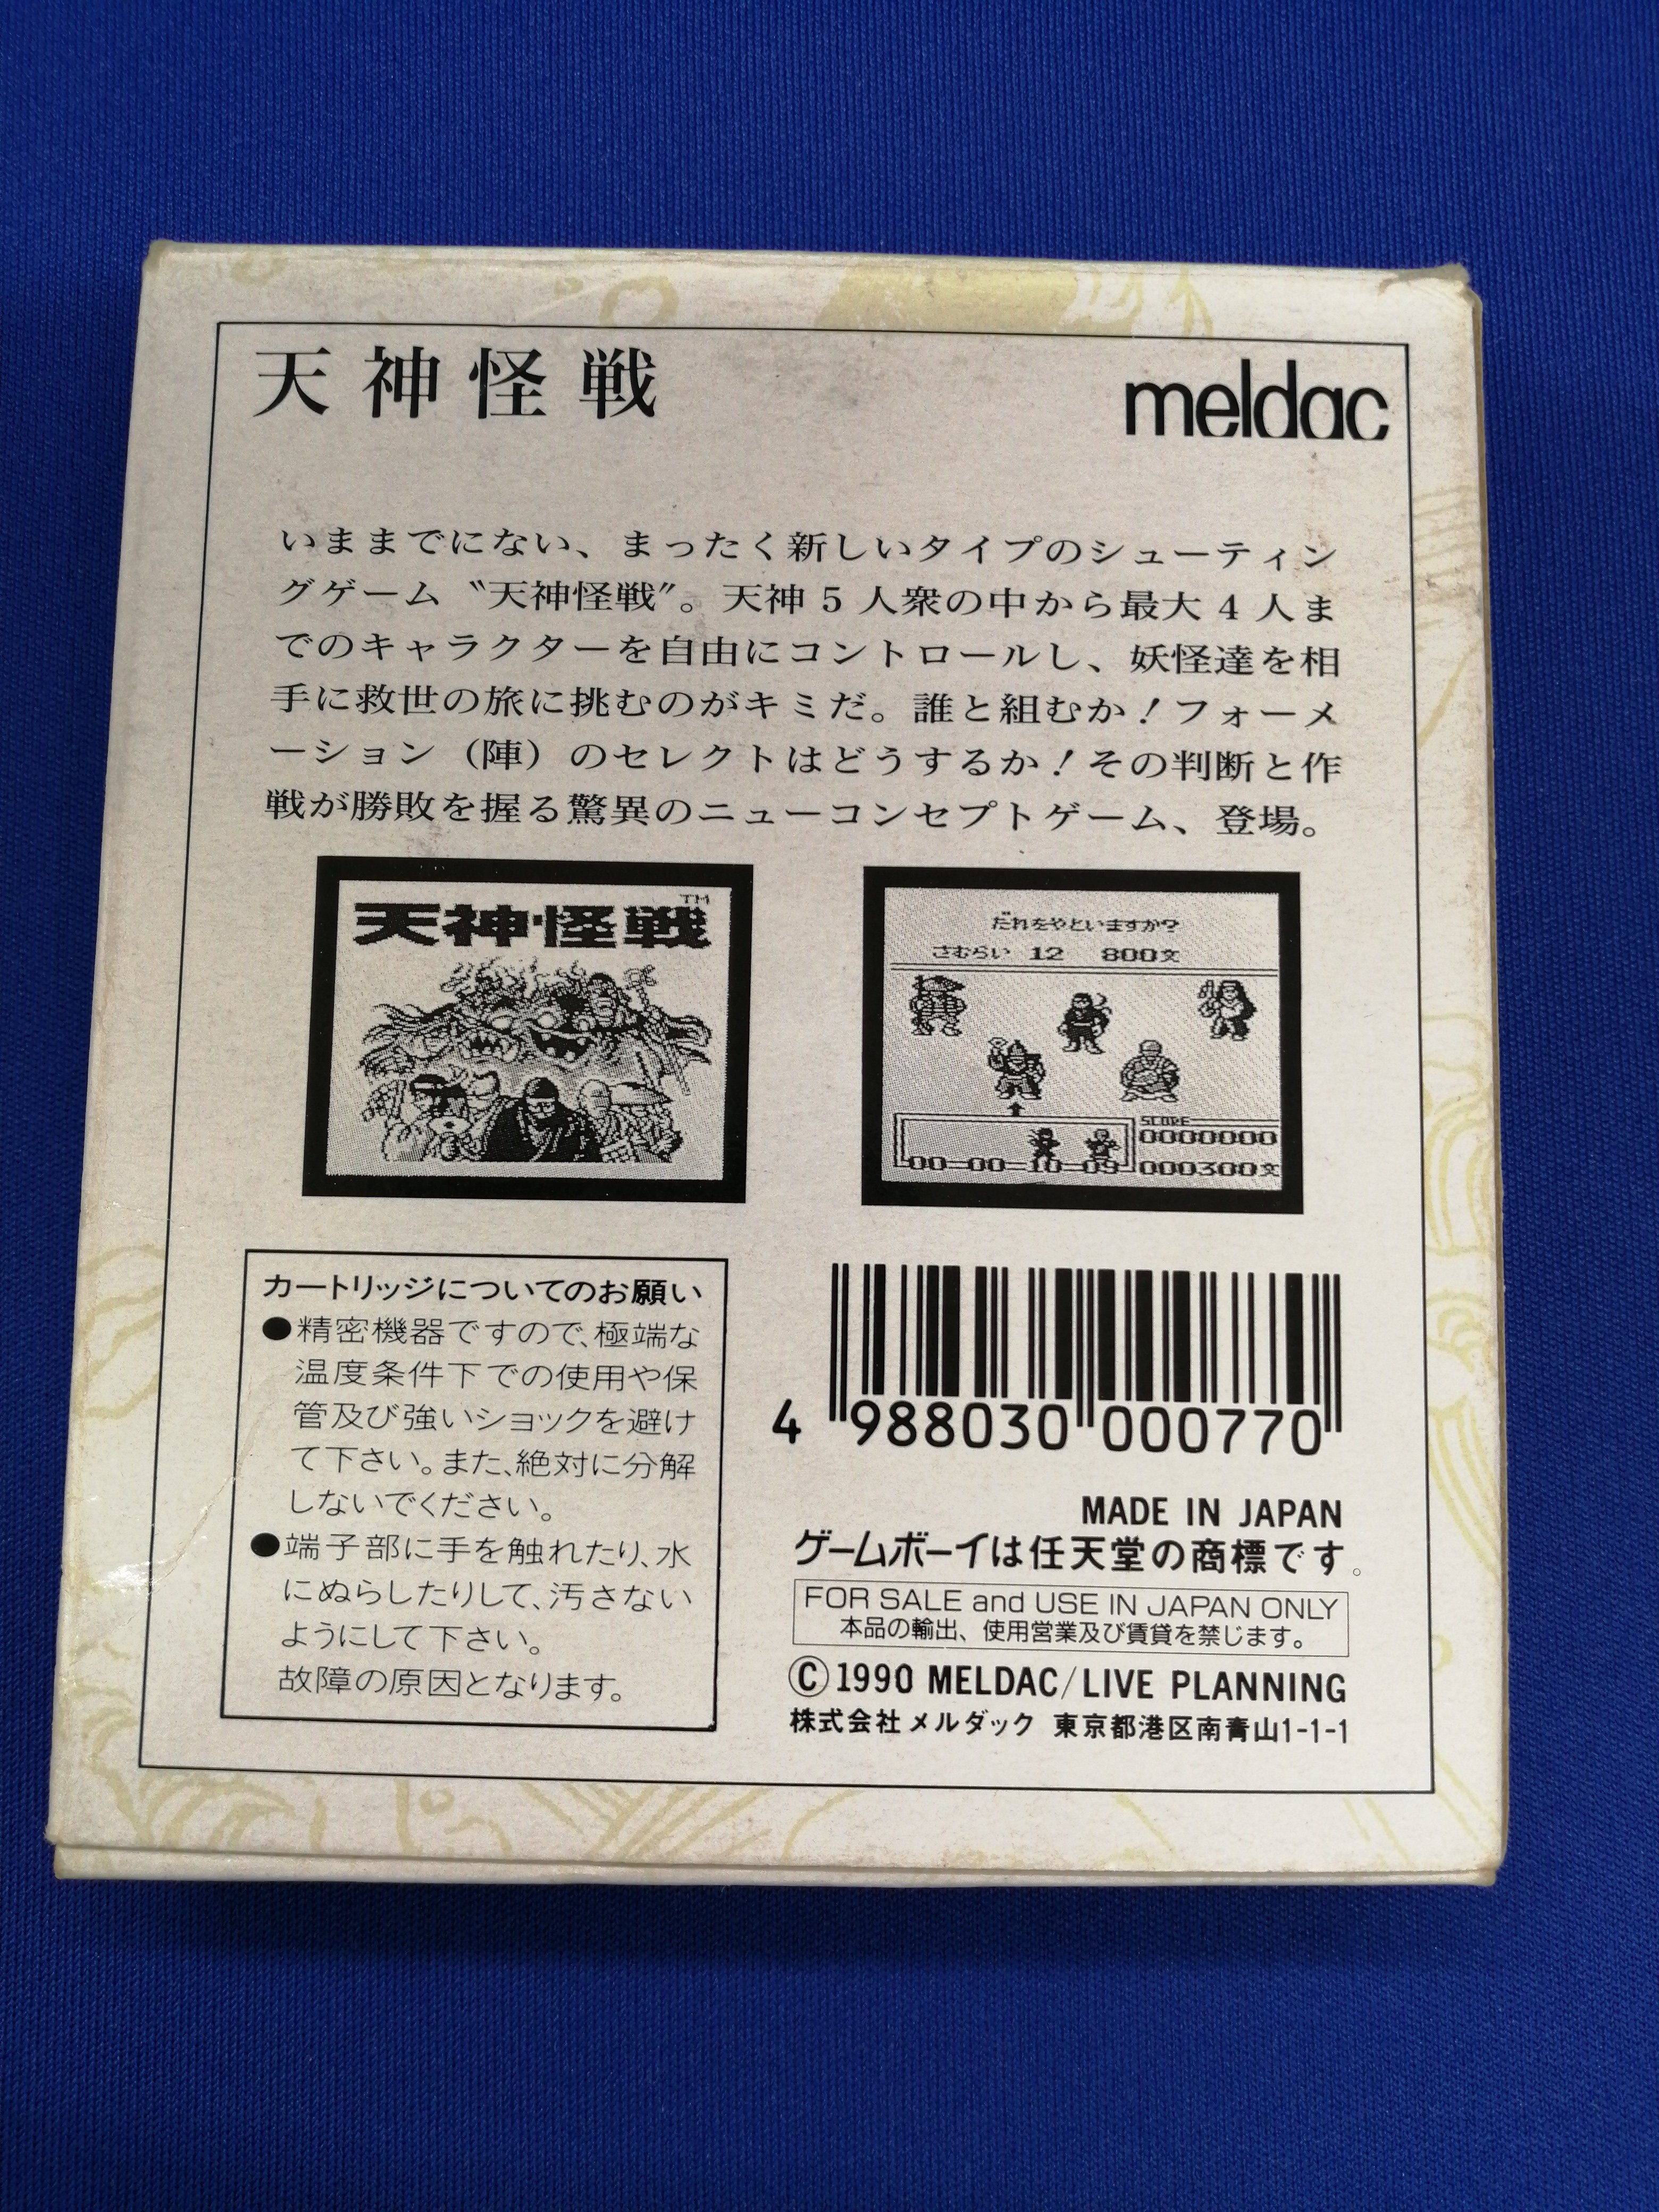 天神怪戦
meldac
いままでにない、まったく新しいタイプのシューティン
グゲーム〝天神怪戦″。天神5人衆の中から最大4人ま
でのキャラクターを自由にコントロールし、妖怪達を相
手に救世の旅に挑むのがキミだ。誰と組むか！フォーメ
ーション（陣）のセレクトはどうするか！その判断と作
戦が勝敗を握る驚異のニューコンセプトゲーム、登場。
天神怪戦
TM
だれをやといますか?
さむらい 12 800文
SCORE
0000000
00 00 10 09 000300文
カートリッジについてのお願い
●精密機器ですので、極端な
温度条件下での使用や保
管及び強いショックを避け
て下さい。また、絶対に分解
しないでください。
●端子部に手を触れたり、水
にぬらしたりして、汚さない
ようにして下さい。
故障の原因となります。
4 988030 000770
MADE IN JAPAN
ゲームボーイは任天堂の商標です。
FOR SALE and USE IN JAPAN ONLY
本品の輸出、使用営業及び賃貸を禁じます。
©1990 MELDAC/LIVE PLANNING
株式会社メルダック 東京都港区南青山1-1-1